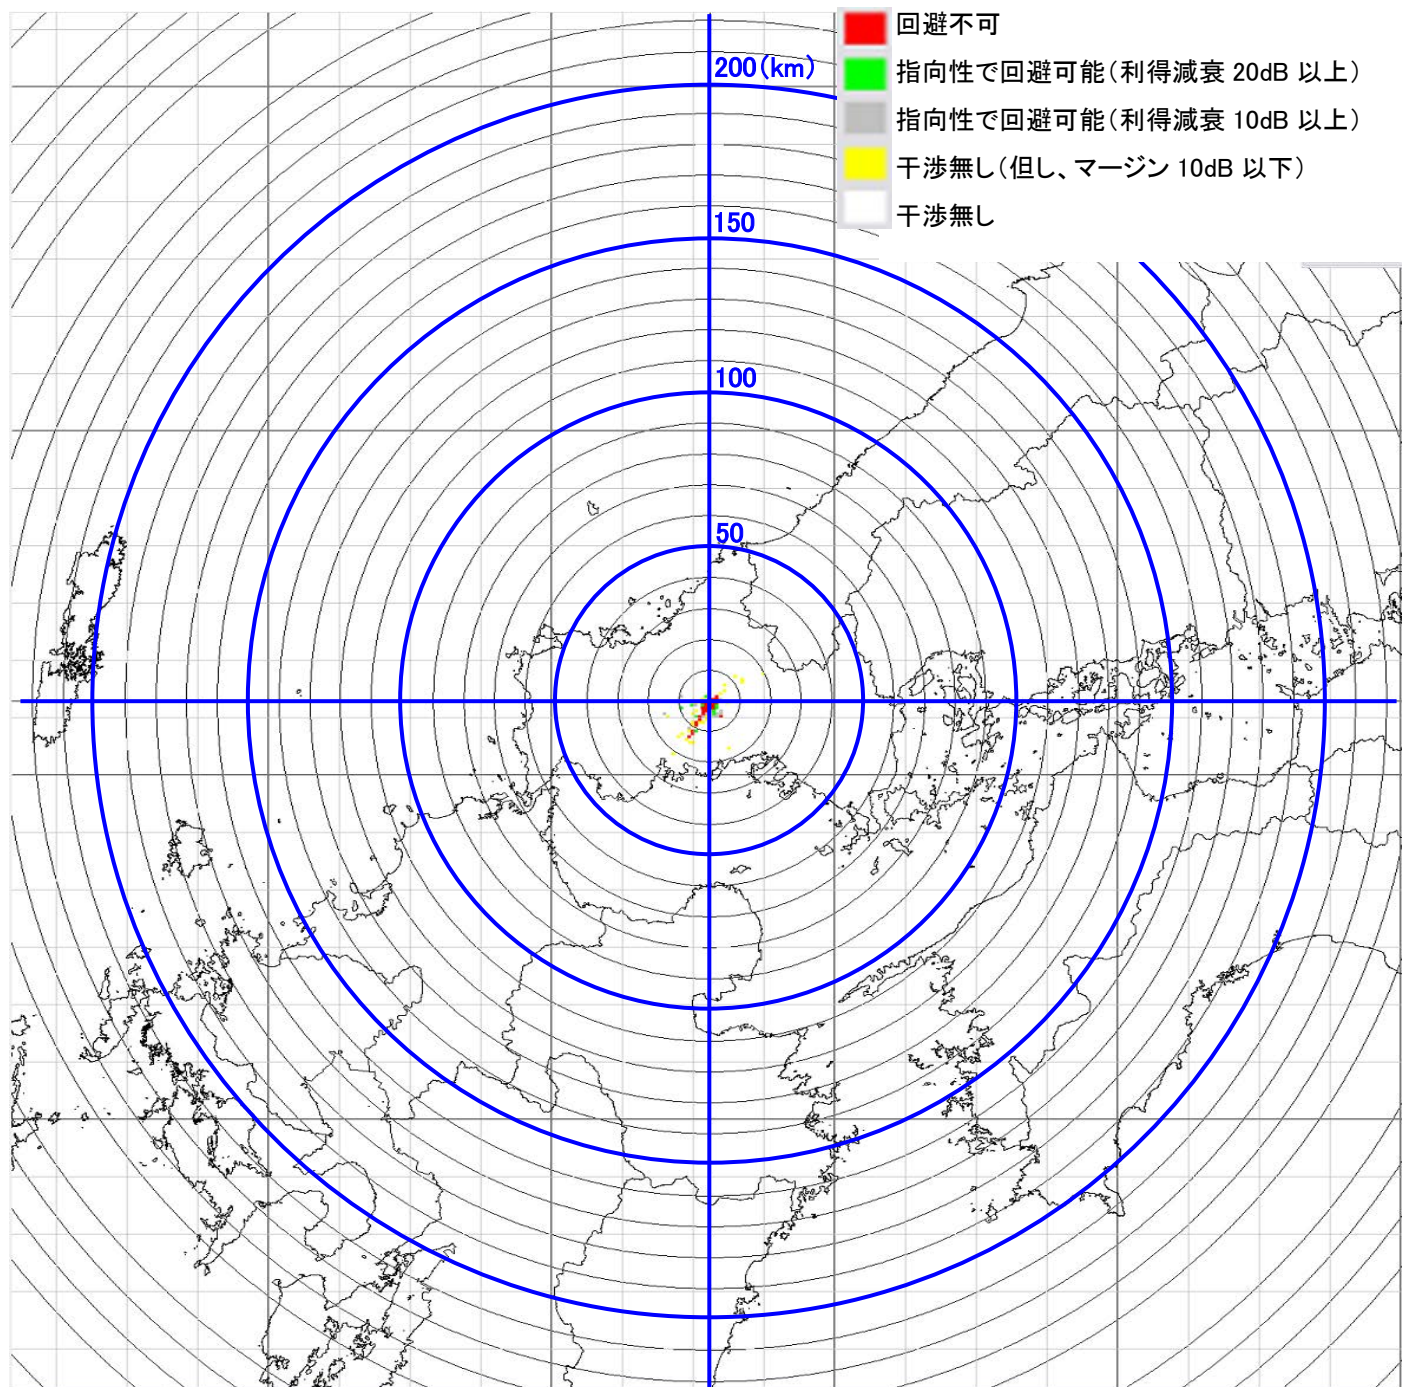 回避不可
指向性で回避可能（利得減衰 20dB 以上）
指向性で回避可能（利得減衰 10dB 以上）
干渉無し（但し、マージン 10dB 以下）
干渉無し
200(km)
150
100
50